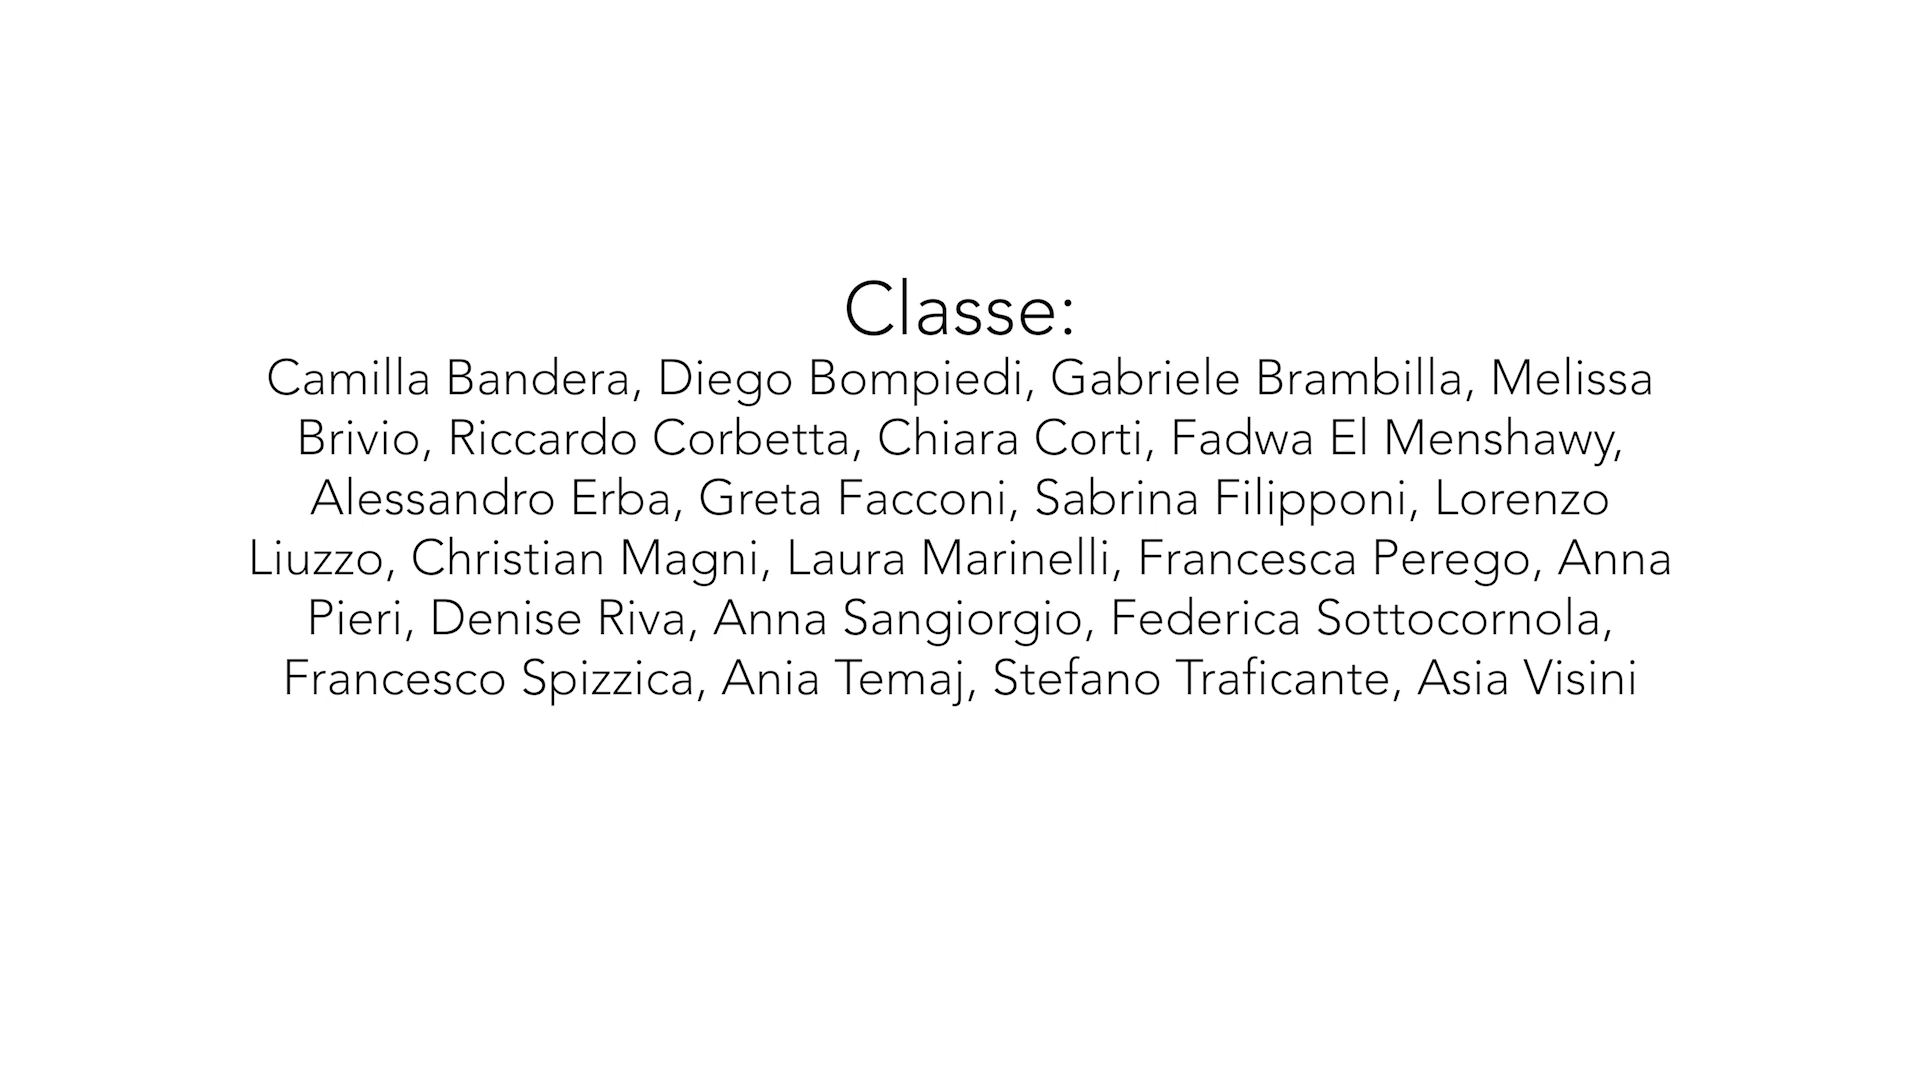 Classe:
Camilla Bandera, Diego Bompiedi, Gabriele Brambilla, Melissa
Brivio, Riccardo Corbetta, Chiara Corti, Fadwa El Menshawy,
Alessandro Erba, Greta Facconi, Sabrina Filipponi, Lorenzo
Liuzzo, Christian Magni, Laura Marinelli, Francesca Perego, Anna
Pieri, Denise Riva, Anna Sangiorgio, Federica Sottocornola,
Francesco Spizzica, Ania Temaj, Stefano Traficante, Asia Visini